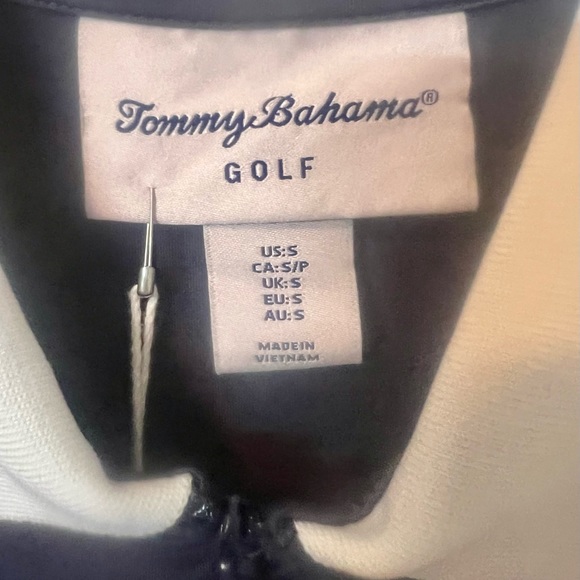 Tommy Bahama®
GOLF
US:S
CA:S/P
UK:S
EU:S
AU:S
MADE IN
VIETNAM